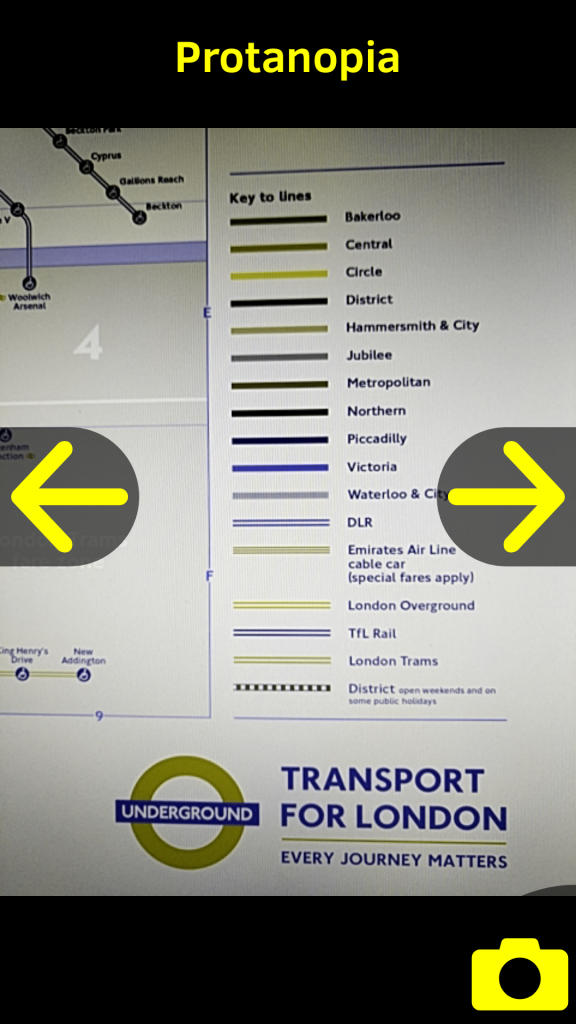 Protanopia
Beckton Park
Cyprus
Gallions Reach
Beckton
V
Woolwich
Arsenal
E
4
Key to lines
Bakerloo
Central
Circle
District
Hammersmith & City
Jubilee
Metropolitan
Northern
Piccadilly
Victoria
Waterloo & City
DLR
Emirates Air Line
cable car
(special fares apply)
London Overground
TfL Rail
London Trams
District open weekends and on
some public holidays
F
King Henry's
Drive
New
Addington
9
UNDERGROUND
TRANSPORT
FOR LONDON
EVERY JOURNEY MATTERS